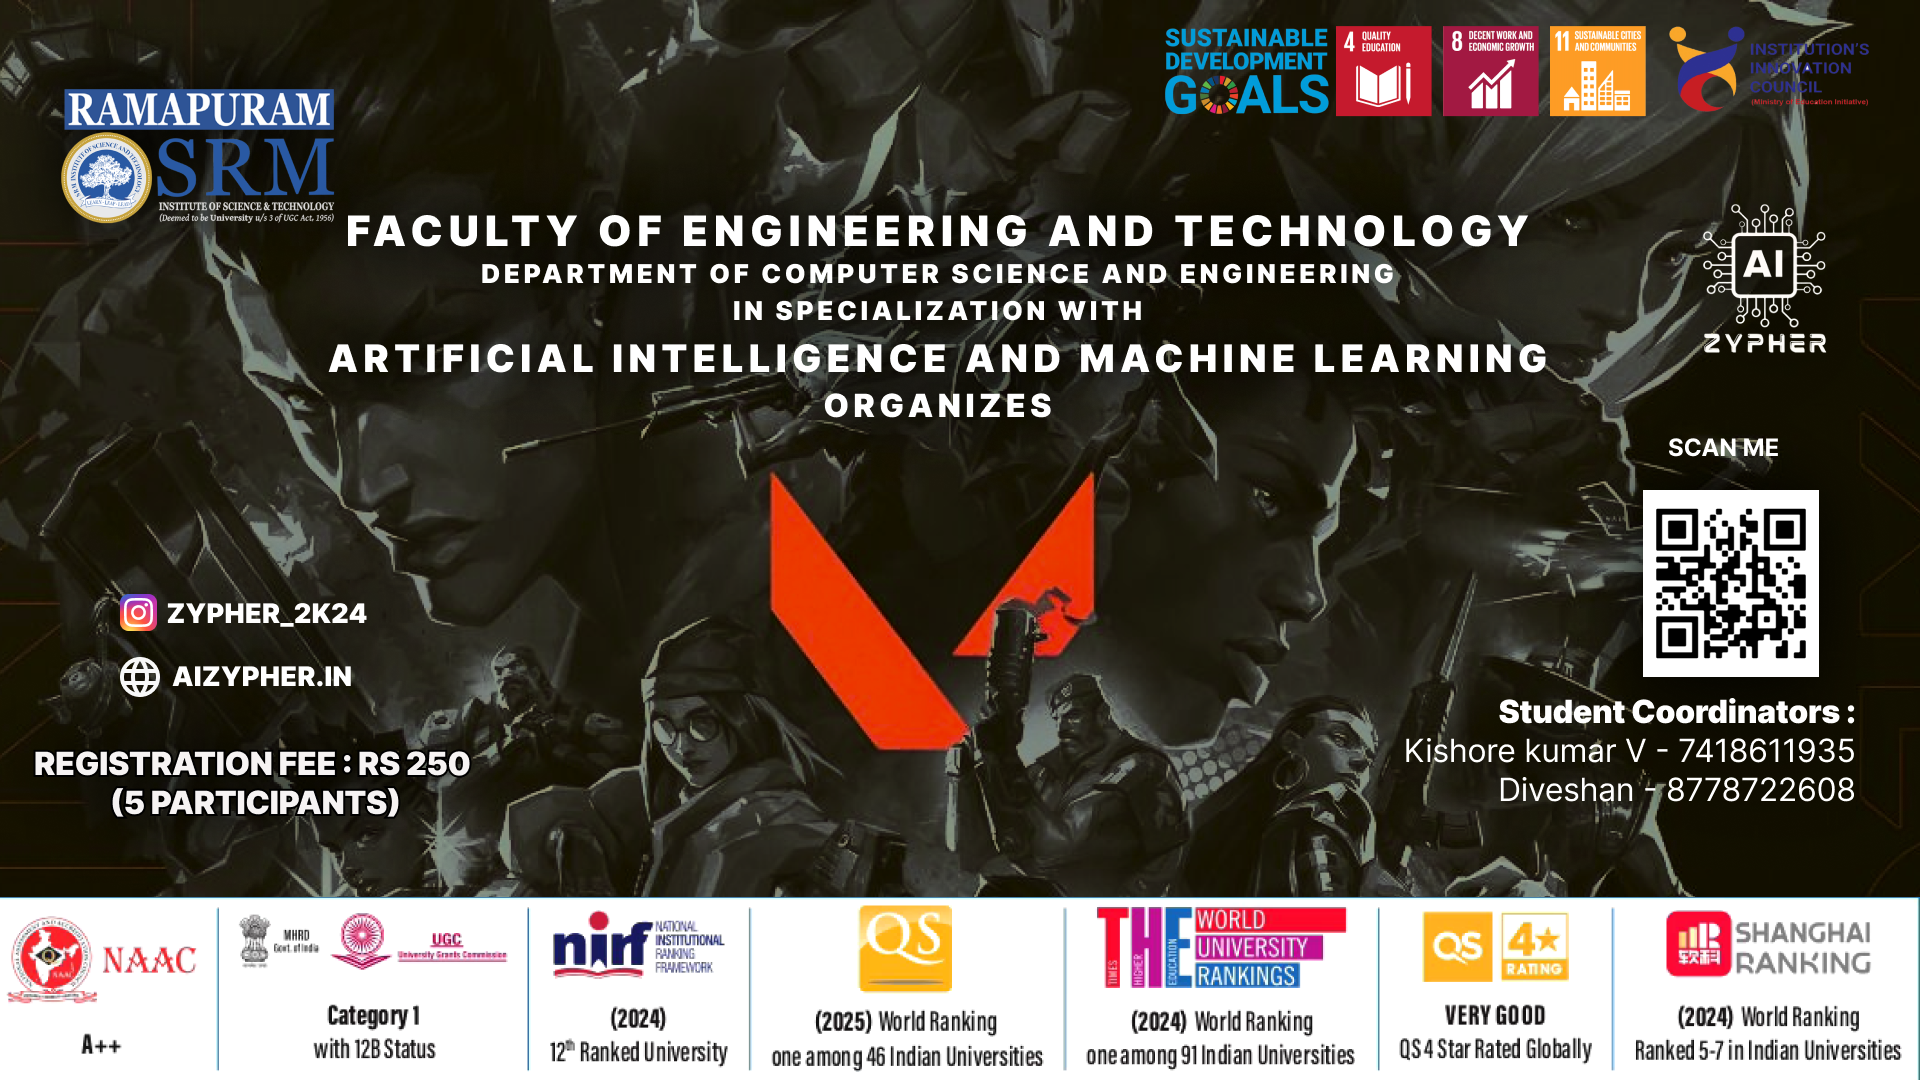 SUSTAINABLE
DEVELOPMENT
GOALS
4 QUALITY
EDUCATION
8 DECENT WORK AND
ECONOMIC GROWTH
11 SUSTAINABLE CITIES
AND COMMUNITIES
INSTITUTION'S
INNOVATION
COUNCIL
(Ministry of Education Initiative)
RAMAPURAM
SRM
INSTITUTE OF SCIENCE & TECHNOLOGY
(Deemed to be University u/s 3 of UGC Act, 1956)
FACULTY OF ENGINEERING AND TECHNOLOGY
DEPARTMENT OF COMPUTER SCIENCE AND ENGINEERING
IN SPECIALIZATION WITH
ARTIFICIAL INTELLIGENCE AND MACHINE LEARNING
ORGANIZES
AI
ZYPHER
SCAN ME
ZYPHER_2K24
AIZYPHER.IN
REGISTRATION FEE : RS 250
(5 PARTICIPANTS)
Student Coordinators :
Kishore kumar V - 7418611935
Diveshan - 8778722608
NAAC
A++
MHRD
Govt. of India
UGC
University Grants Commission
Category 1
with 12B Status
nirf
NATIONAL
INSTITUTIONAL
RANKING
FRAMEWORK
(2024)
12th Ranked University
QS
(2025) World Ranking
one among 46 Indian Universities
TIMES
HIGHER
EDUCATION
WORLD
UNIVERSITY
RANKINGS
(2024) World Ranking
one among 91 Indian Universities
QS
4★
RATING
VERY GOOD
QS 4 Star Rated Globally
软科
SHANGHAI
RANKING
(2024) World Ranking
Ranked 5-7 in Indian Universities